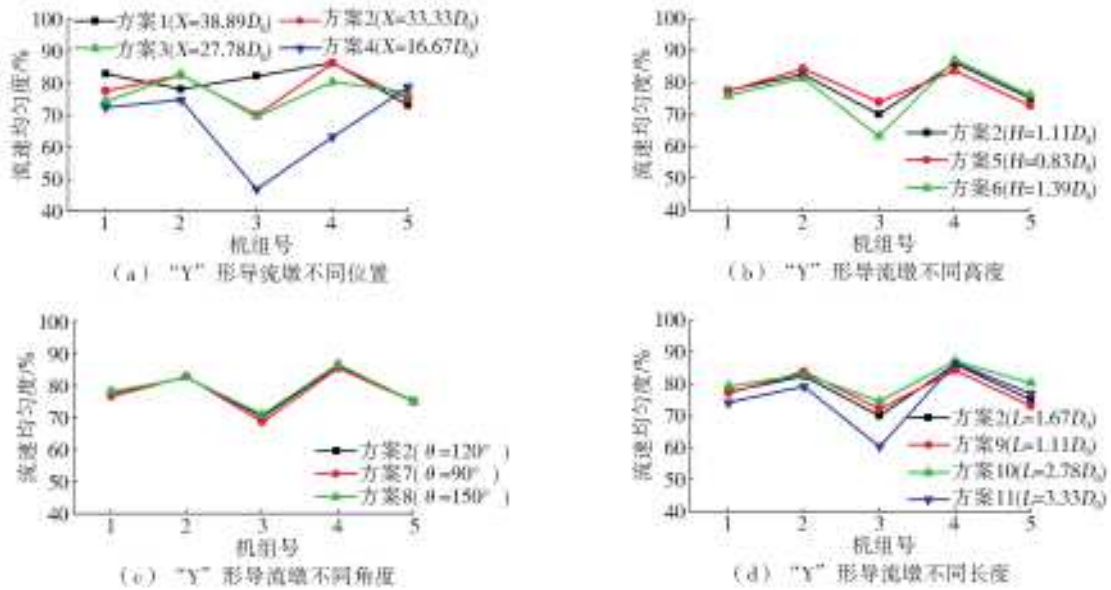 100
90
80
70
60
50
40
流速均匀度/%
方案1(X=38.89D₀)
方案2(X=33.33D₀)
方案3(X=27.78D₀)
方案4(X=16.67D₀)
1 2 3 4 5
机组号
（a）“Y”形导流墩不同位置
100
90
80
70
60
50
40
流速均匀度/%
方案2(H=1.11D₀)
方案5(H=0.83D₀)
方案6(H=1.39D₀)
1 2 3 4 5
机组号
（b）“Y”形导流墩不同高度
100
90
80
70
60
50
40
流速均匀度/%
方案2(θ=120°)
方案7(θ=90°)
方案8(θ=150°)
1 2 3 4 5
机组号
（c）“Y”形导流墩不同角度
100
90
80
70
60
50
40
流速均匀度/%
方案2(L=1.67D₀)
方案9(L=1.11D₀)
方案10(L=2.78D₀)
方案11(L=3.33D₀)
1 2 3 4 5
机组号
（d）“Y”形导流墩不同长度